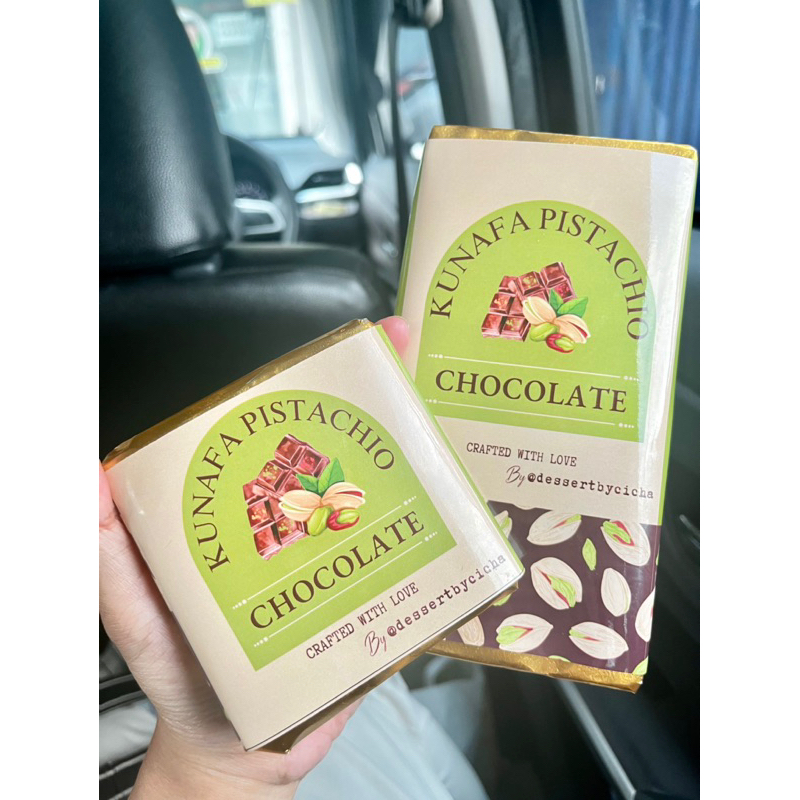 KUNAFA PISTACHIO
CHOCOLATE
CRAFTED WITH LOVE
By @dessertbycicha
KUNAFA PISTACHIO
CHOCOLATE
CRAFTED WITH LOVE
By @dessertbycicha